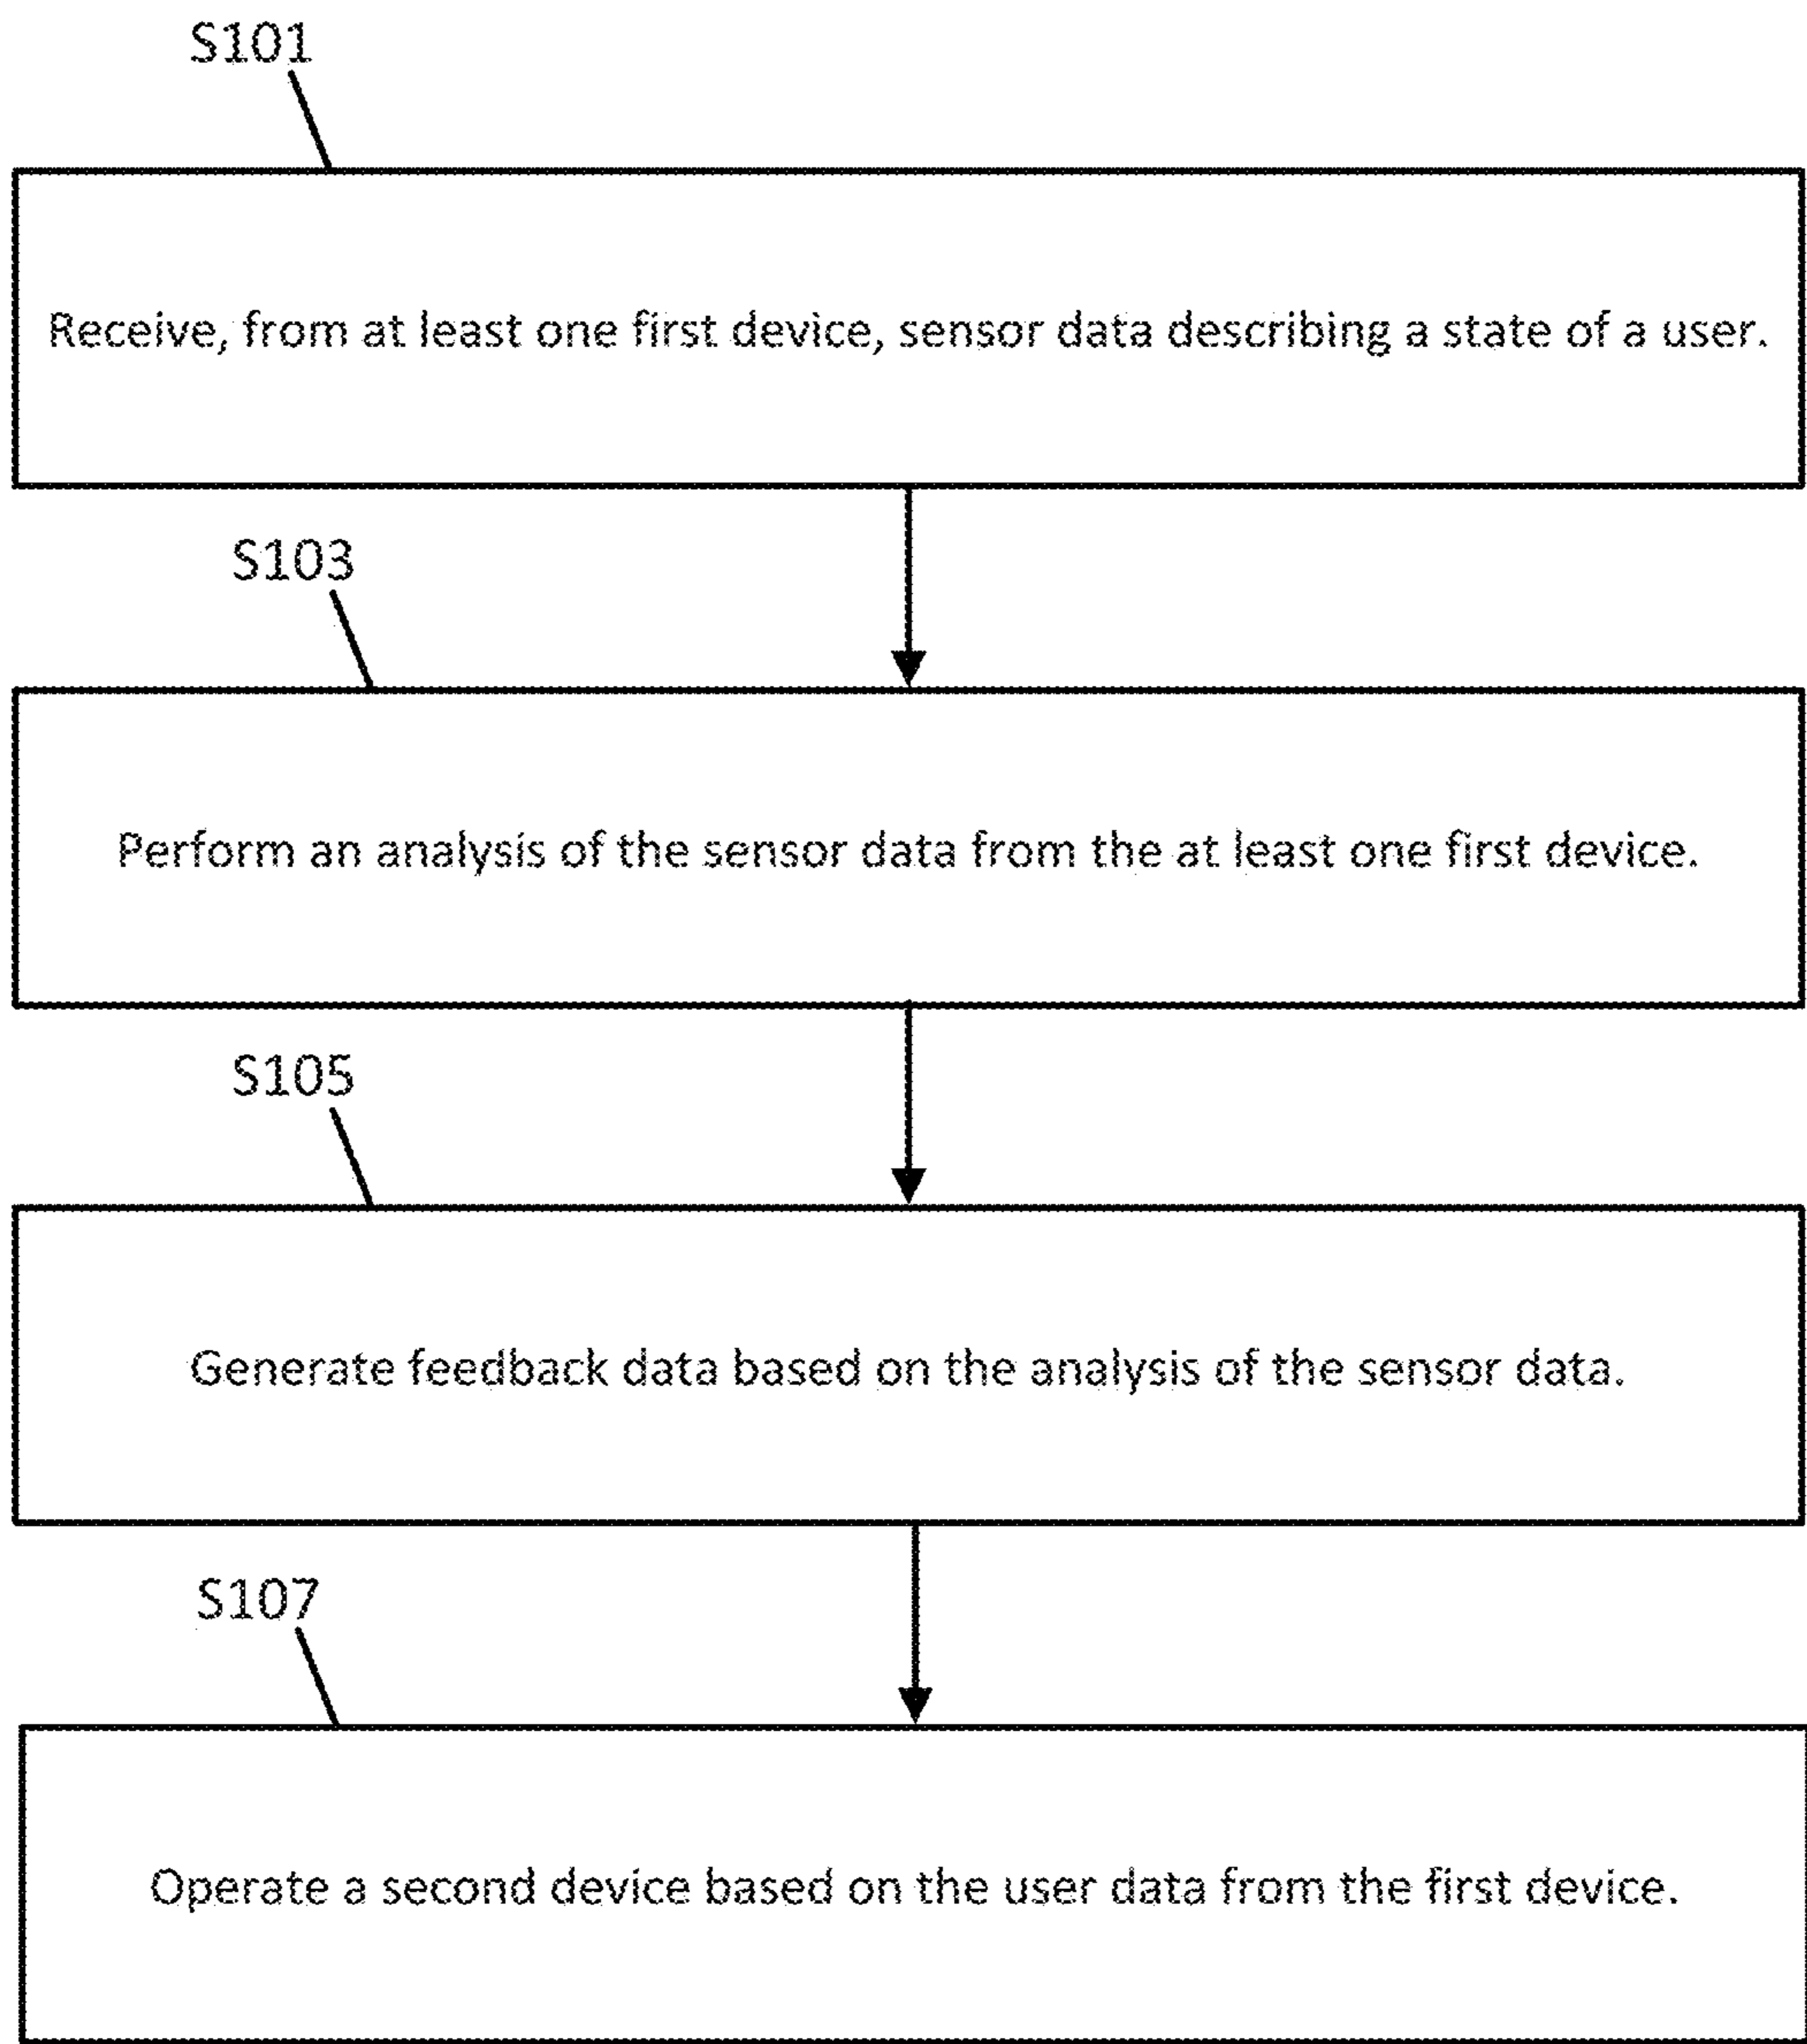 S101
Receive, from at least one first device, sensor data describing a state of a user.
S103
Perform an analysis of the sensor data from the at least one first device.
S105
Generate feedback data based on the analysis of the sensor data.
S107
Operate a second device based on the user data from the first device.